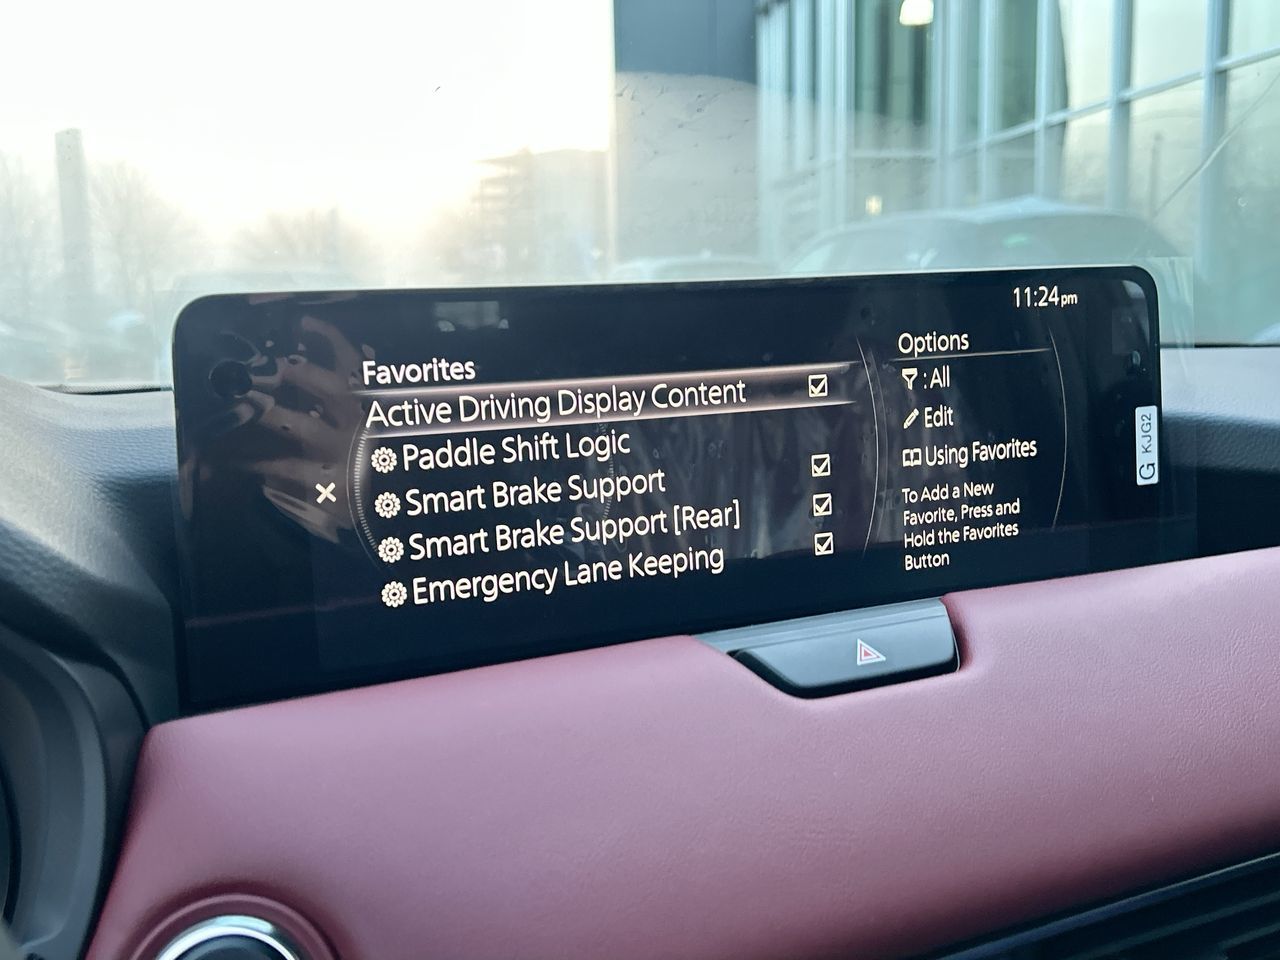 11:24pm
Favorites
Active Driving Display Content
Paddle Shift Logic
Smart Brake Support
Smart Brake Support [Rear]
Emergency Lane Keeping
Options
: All
Edit
Using Favorites
To Add a New
Favorite, Press and
Hold the Favorites
Button
G KJG2